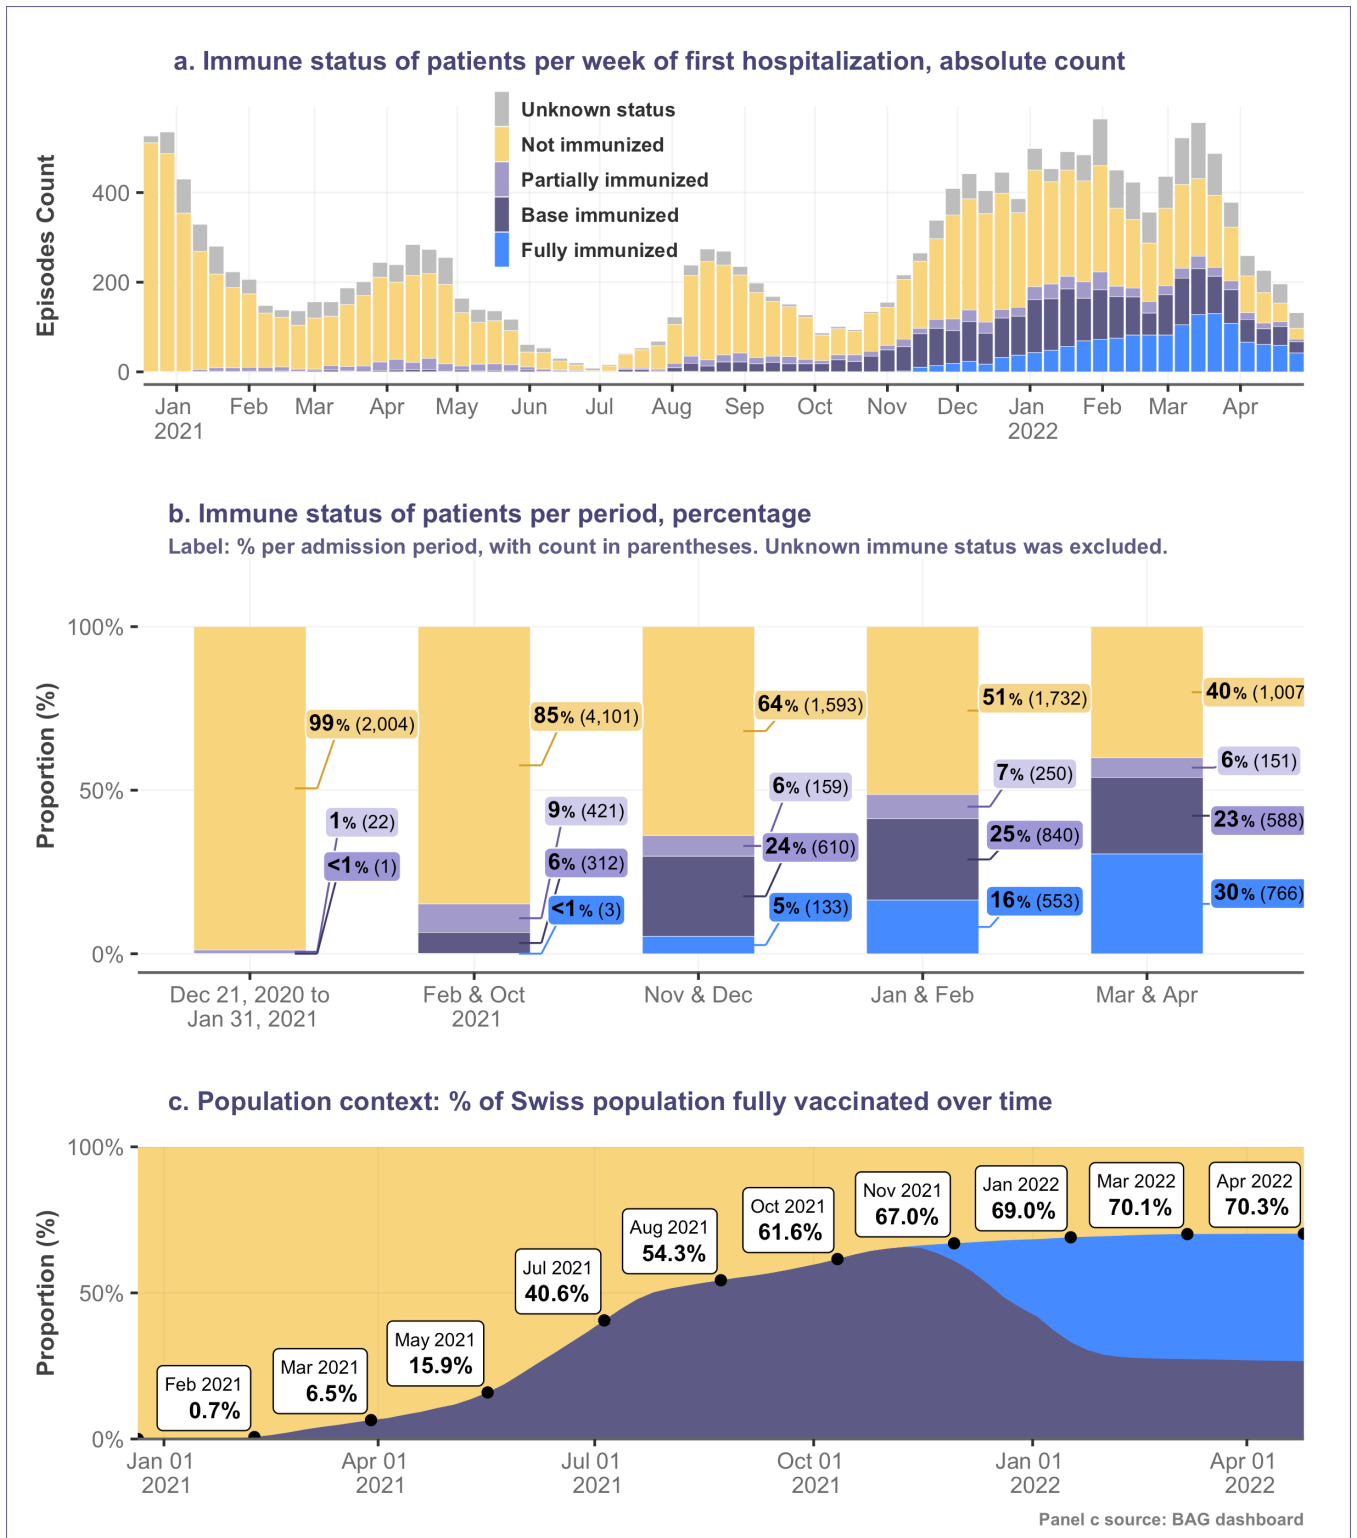 a. Immune status of patients per week of first hospitalization, absolute count
Episodes Count
400
200
0
Unknown status
Not immunized
Partially immunized
Base immunized
Fully immunized
Jan Feb Mar Apr May Jun Jul Aug Sep Oct Nov Dec Jan Feb Mar Apr
2021 2022
b. Immune status of patients per period, percentage
Label: % per admission period, with count in parentheses. Unknown immune status was excluded.
Proportion (%)
100%
50%
0%
99% (2,004)
1% (22)
<1% (1)
85% (4,101)
9% (421)
6% (312)
<1% (3)
64% (1,593)
6% (159)
24% (610)
5% (133)
51% (1,732)
7% (250)
25% (840)
16% (553)
40% (1,007
6% (151)
23% (588)
30% (766)
Dec 21, 2020 to
Jan 31, 2021
Feb & Oct
2021
Nov & Dec
Jan & Feb
Mar & Apr
c. Population context: % of Swiss population fully vaccinated over time
Proportion (%)
100%
50%
0%
Feb 2021
0.7%
Mar 2021
6.5%
May 2021
15.9%
Jul 2021
40.6%
Aug 2021
54.3%
Oct 2021
61.6%
Nov 2021
67.0%
Jan 2022
69.0%
Mar 2022
70.1%
Apr 2022
70.3%
Jan 01
2021
Apr 01
2021
Jul 01
2021
Oct 01
2021
Jan 01
2022
Apr 01
2022
Panel c source: BAG dashboard